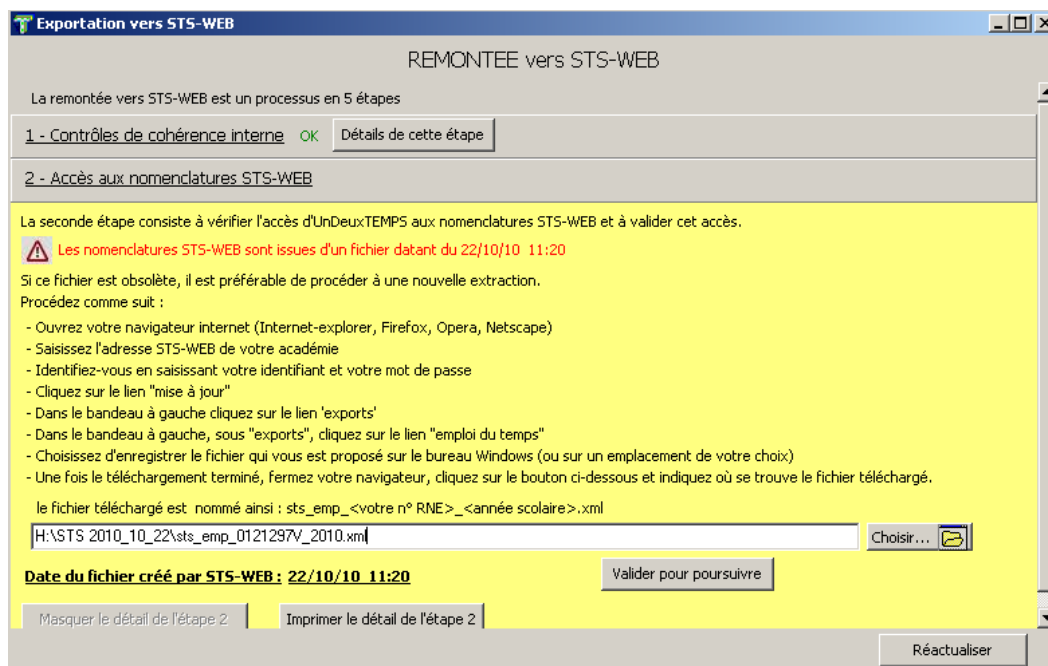 Exportation vers STS-WEB
REMONTEE vers STS-WEB
La remontée vers STS-WEB est un processus en 5 étapes
1 - Contrôles de cohérence interne OK Détails de cette étape
2 - Accès aux nomenclatures STS-WEB
La seconde étape consiste à vérifier l'accès d'UnDeuxTEMPS aux nomenclatures STS-WEB et à valider cet accès.
Les nomenclatures STS-WEB sont issues d'un fichier datant du 22/10/10 11:20
Si ce fichier est obsolète, il est préférable de procéder à une nouvelle extraction.
Procédez comme suit :
- Ouvrez votre navigateur internet (Internet-explorer, Firefox, Opera, Netscape)
- Saisissez l'adresse STS-WEB de votre académie
- Identifiez-vous en saisissant votre identifiant et votre mot de passe
- Cliquez sur le lien "mise à jour"
- Dans le bandeau à gauche cliquez sur le lien 'exports'
- Dans le bandeau à gauche, sous "exports", cliquez sur le lien "emploi du temps"
- Choisissez d'enregistrer le fichier qui vous est proposé sur le bureau Windows (ou sur un emplacement de votre choix)
- Une fois le téléchargement terminé, fermez votre navigateur, cliquez sur le bouton ci-dessous et indiquez où se trouve le fichier téléchargé.
le fichier téléchargé est nommé ainsi : sts_emp_<votre n° RNE>_<année scolaire>.xml
H:\STS 2010_10_22\sts_emp_0121297V_2010.xml Choisir...
Date du fichier créé par STS-WEB : 22/10/10 11:20 Valider pour poursuivre
Masquer le détail de l'étape 2 Imprimer le détail de l'étape 2
Réactualiser